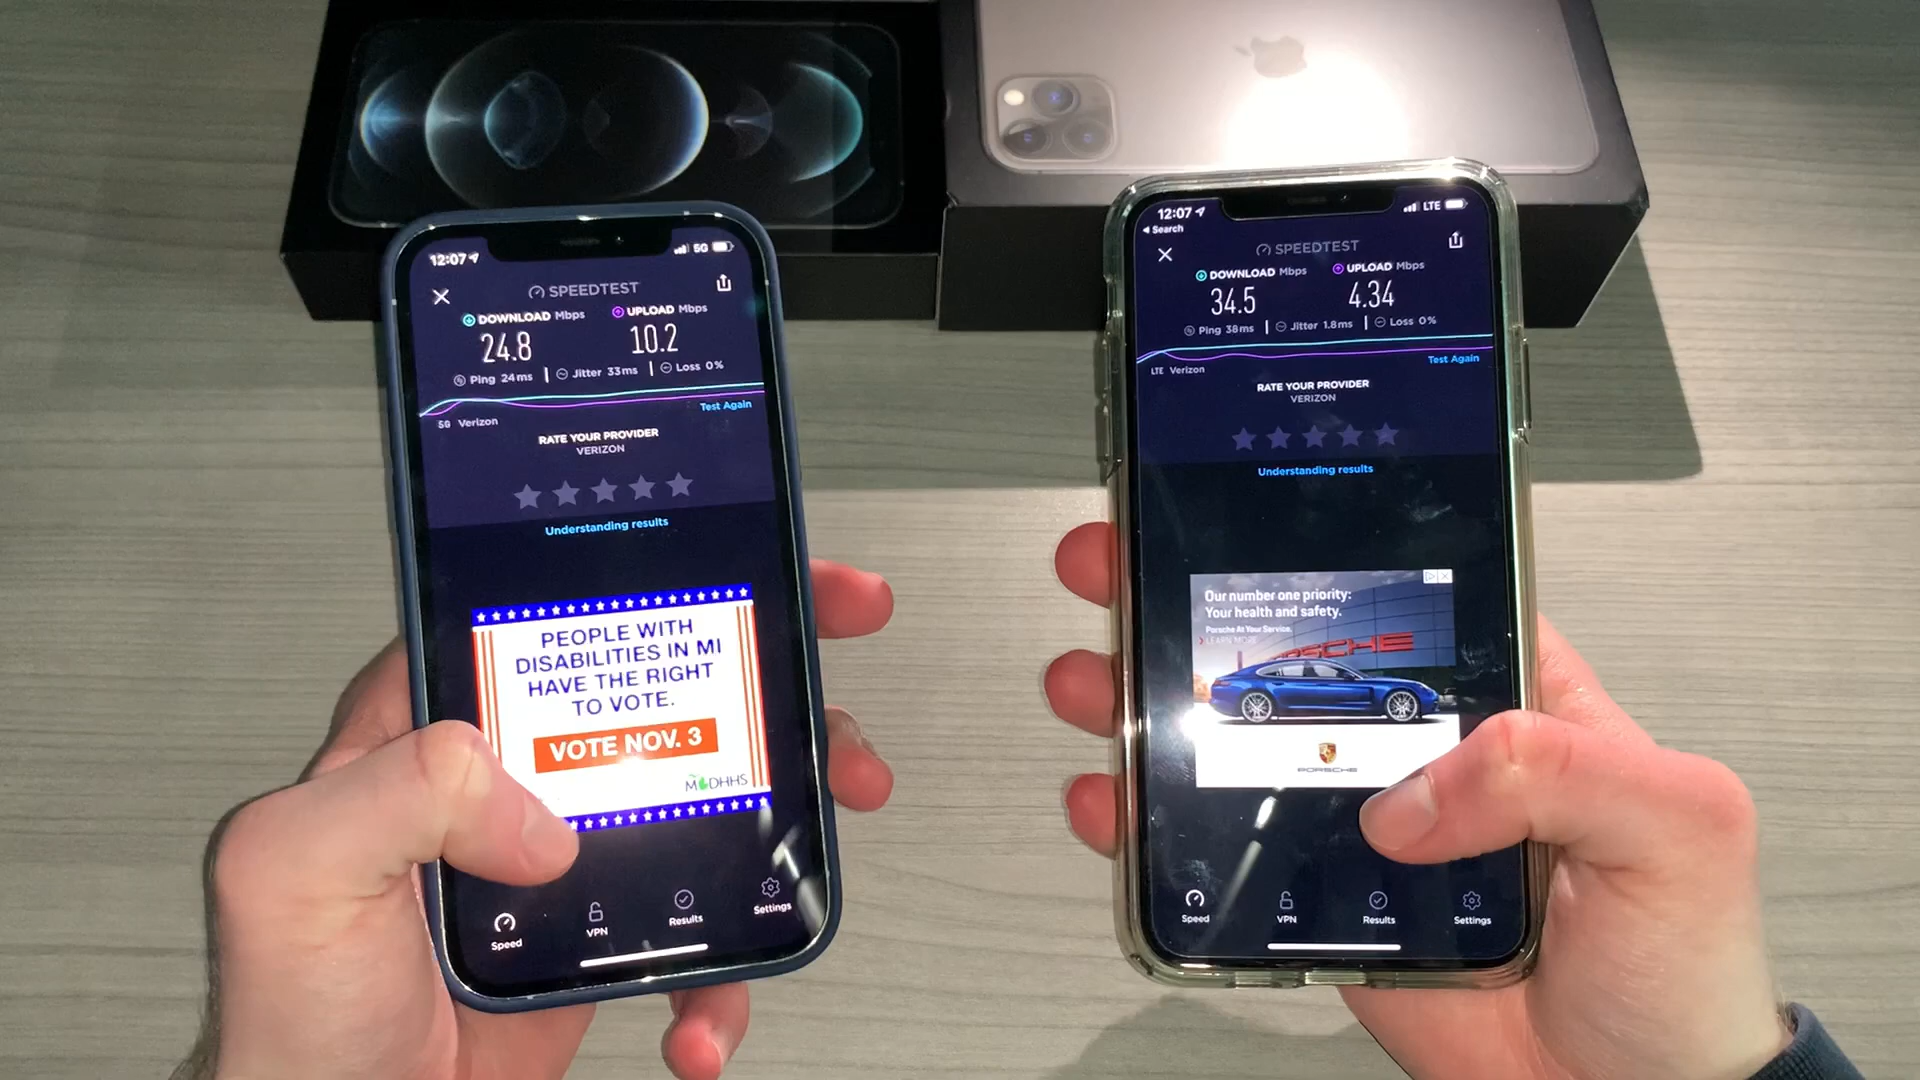 12:07
5G
SPEEDTEST
DOWNLOAD Mbps
UPLOAD Mbps
24.8
10.2
Ping 24ms
Jitter 33ms
Loss 0%
Test Again
5G Verizon
RATE YOUR PROVIDER
VERIZON
Understanding results
PEOPLE WITH
DISABILITIES IN MI
HAVE THE RIGHT
TO VOTE.
VOTE NOV. 3
MDHHS
Speed
VPN
Results
Settings
12:07
LTE
Search
SPEEDTEST
DOWNLOAD Mbps
UPLOAD Mbps
34.5
4.34
Ping 38ms
Jitter 1.8ms
Loss 0%
Test Again
LTE Verizon
RATE YOUR PROVIDER
VERIZON
Understanding results
Our number one priority:
Your health and safety.
Porsche At Your Service.
LEARN MORE
PORSCHE
PORSCHE
Speed
VPN
Results
Settings